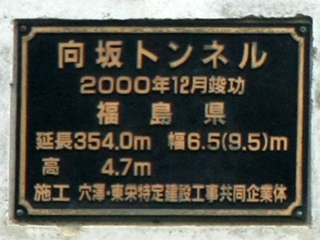 向坂トンネル
2000年12月竣功
福島県
延長354.0m 幅6.5(9.5)m
高 4.7m
施工 穴澤・東栄特定建設工事共同企業体